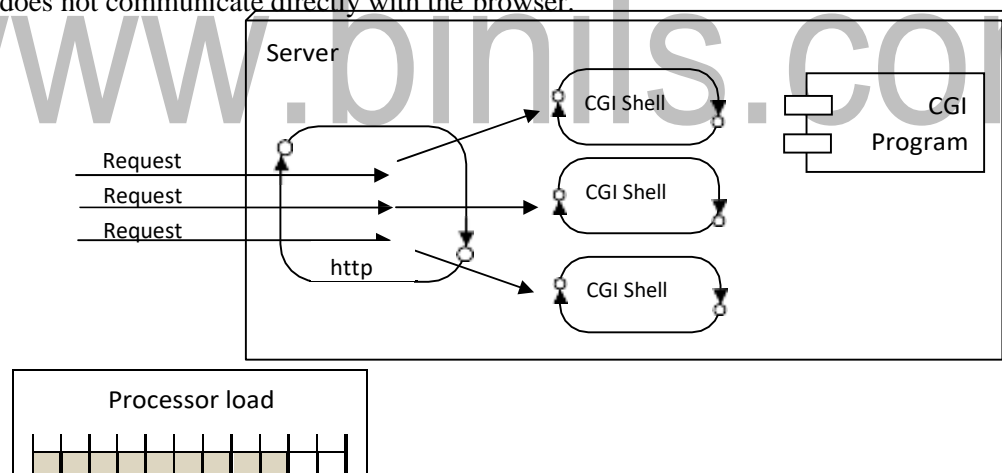 does not communicate directly with the browser.
www.binils.co
Server
CGI Shell
CGI
Program
Request
Request
CGI Shell
Request
http
CGI Shell
Processor load